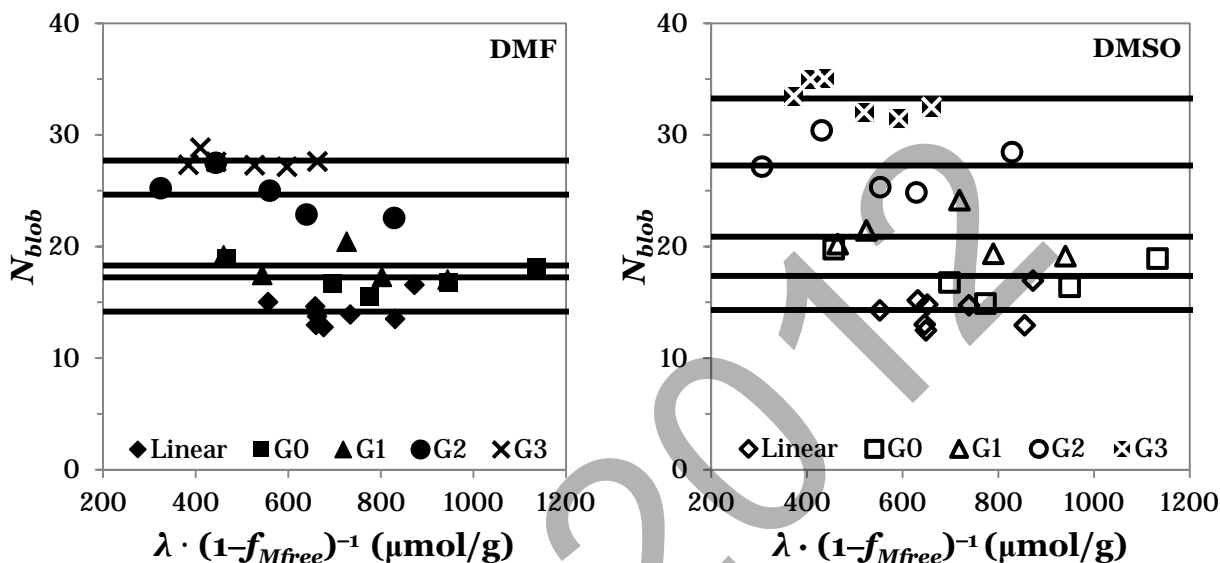 40
DMF
30
N_blob
20
10
◆Linear ■G0 ▲G1 ●G2 ×G3
0
200 400 600 800 1000 1200
λ · (1–f_Mfree)⁻¹ (µmol/g)
40
DMSO
30
N_blob
20
10
◇Linear □G0 △G1 ○G2 G3
0
200 400 600 800 1000 1200
λ · (1–f_Mfree)⁻¹ (µmol/g)
2012